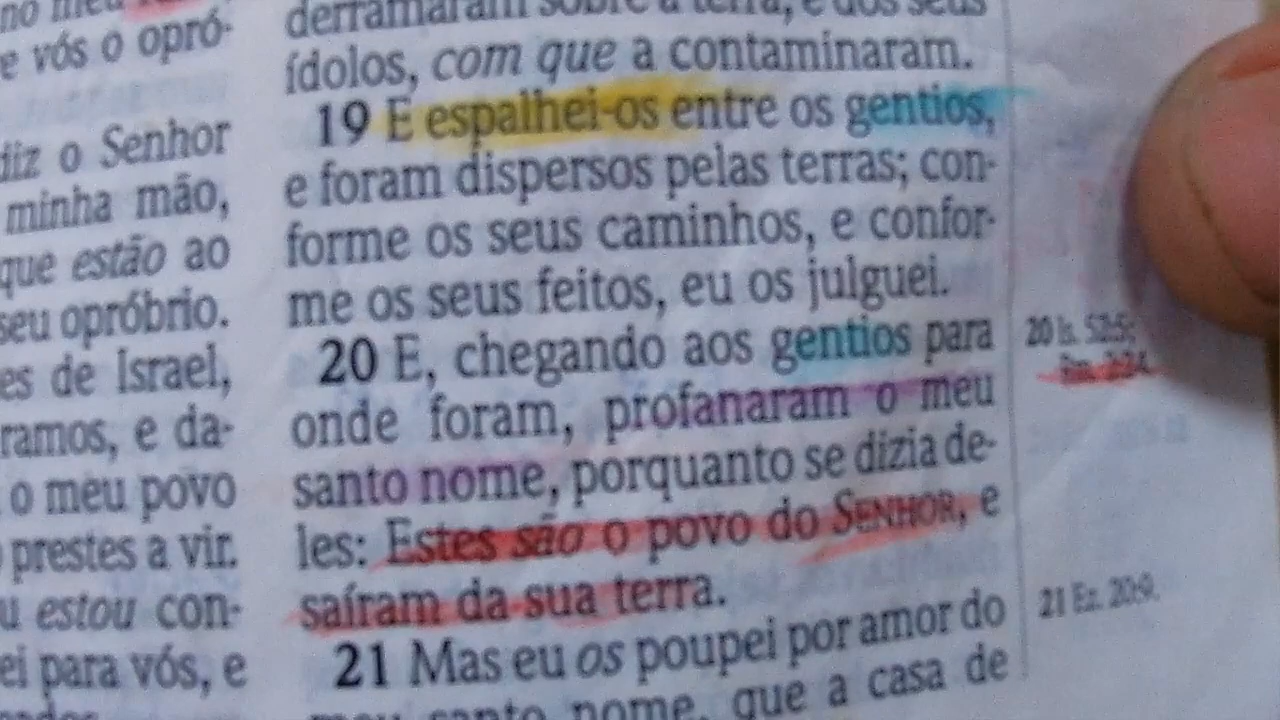 e vós o opró-
diz o Senhor
minha mão,
que estão ao
seu opróbrio.
es de Israel,
ramos, e da-
o meu povo
prestes a vir.
u estou con-
ei para vós, e
derramaram sobre a terra, e dos seus
ídolos, com que a contaminaram.
19 E espalhei-os entre os gentios,
e foram dispersos pelas terras; con-
forme os seus caminhos, e confor-
me os seus feitos, eu os julguei.
20 E, chegando aos gentios para
onde foram, profanaram o meu
santo nome, porquanto se dizia de-
les: Estes são o povo do SENHOR, e
saíram da sua terra.
21 Mas eu os poupei por amor do
meu santo nome, que a casa de
20 Is. 52:5;
Rm. 2:24.
21 Ez. 20:9.